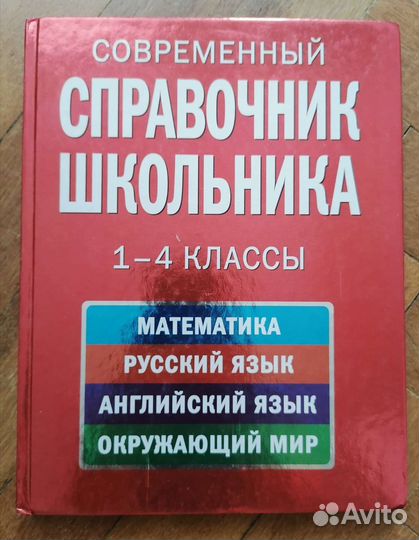 СОВРЕМЕННЫЙ
СПРАВОЧНИК
ШКОЛЬНИКА
1–4 КЛАССЫ
МАТЕМАТИКА
РУССКИЙ ЯЗЫК
АНГЛИЙСКИЙ ЯЗЫК
ОКРУЖАЮЩИЙ МИР
Avito